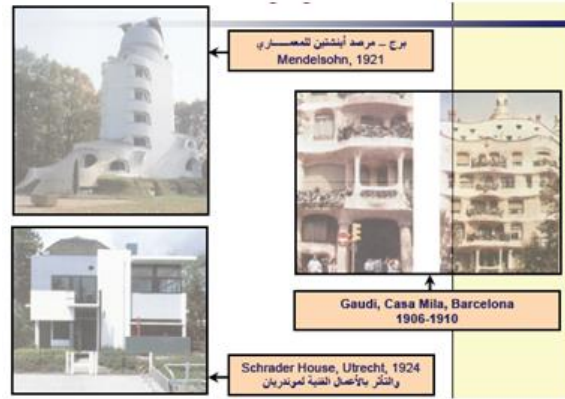 برج – مرصد أينشتين للمعمـــــاري
Mendelsohn, 1921
Gaudi, Casa Mila, Barcelona
1906-1910
Schrader House, Utrecht, 1924
والتأثر بالأعمال الفنية لموندريان